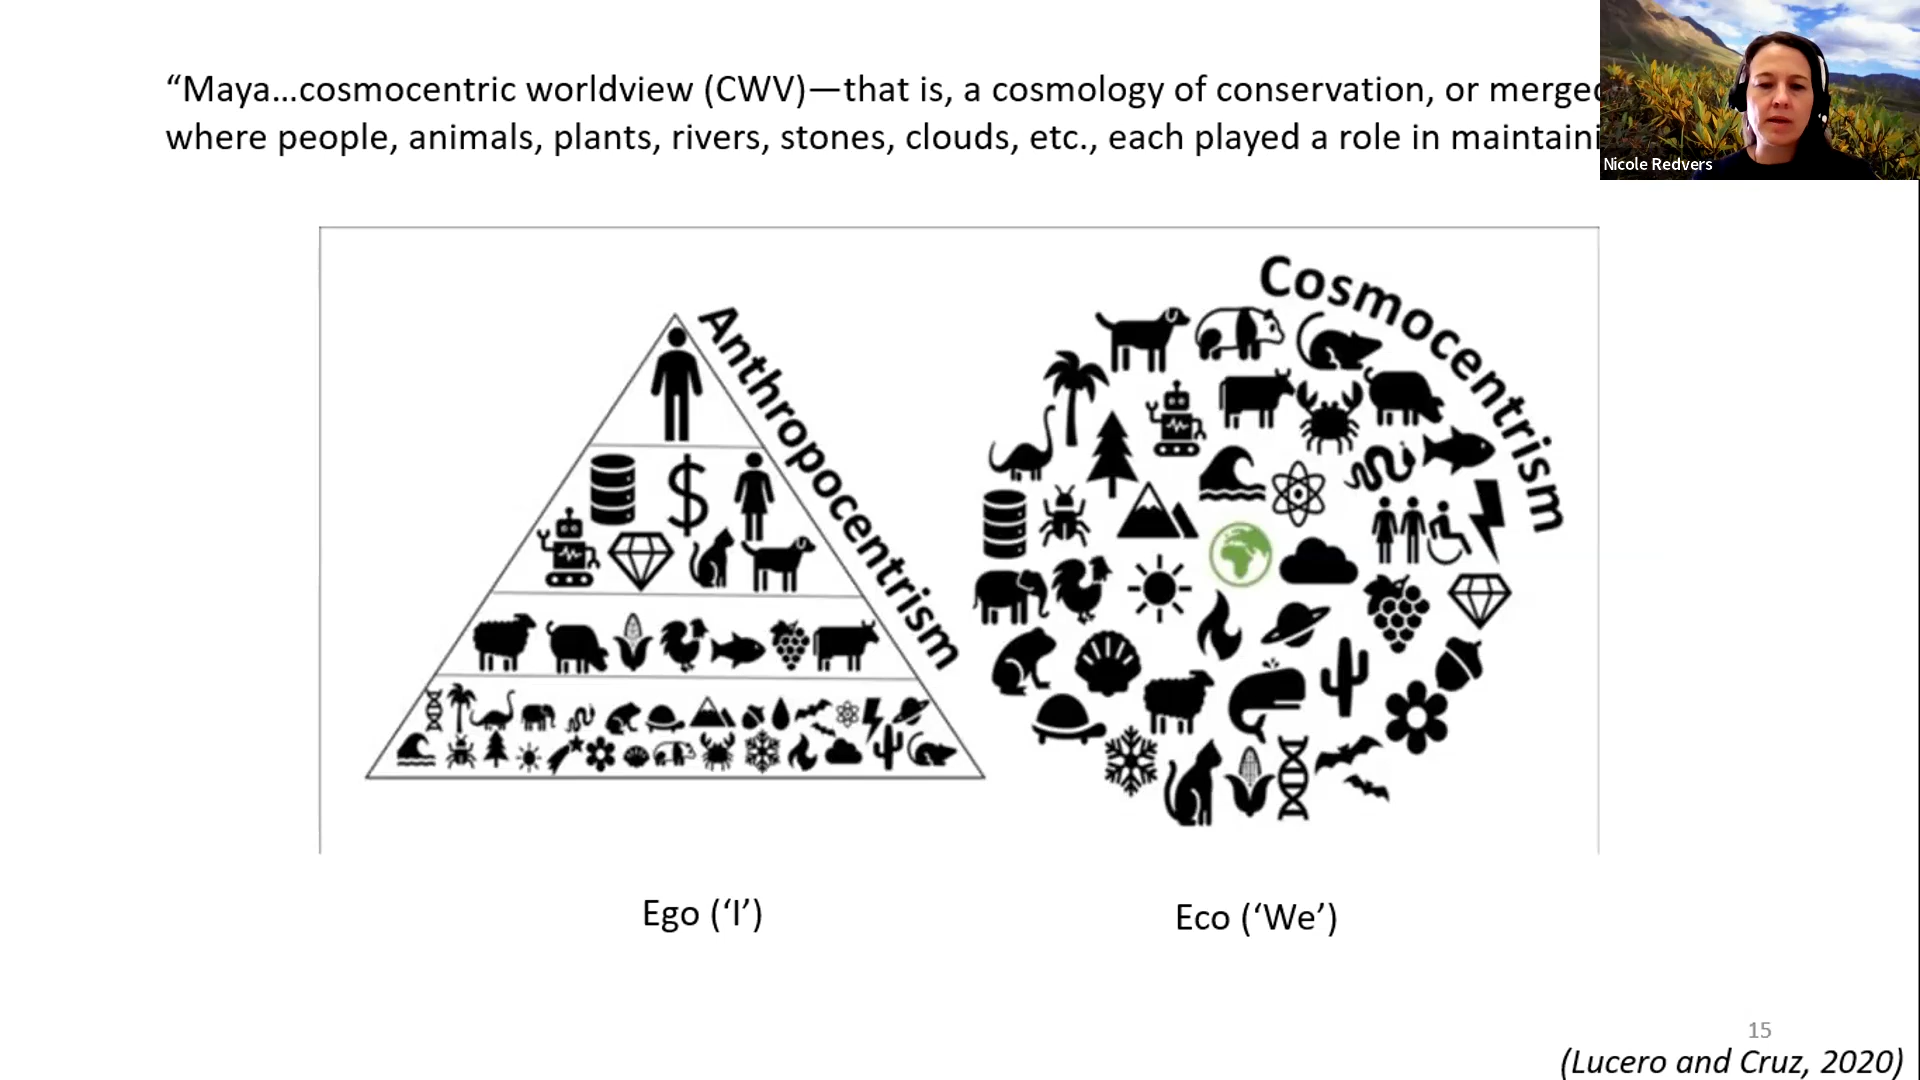 “Maya...cosmocentric worldview (CWV)—that is, a cosmology of conservation, or merged
where people, animals, plants, rivers, stones, clouds, etc., each played a role in
Nicole Redvers
Anthropocentrism
Cosmocentrism
$
Ego (‘I’)
Eco (‘We’)
15
(Lucero and Cruz, 2020)